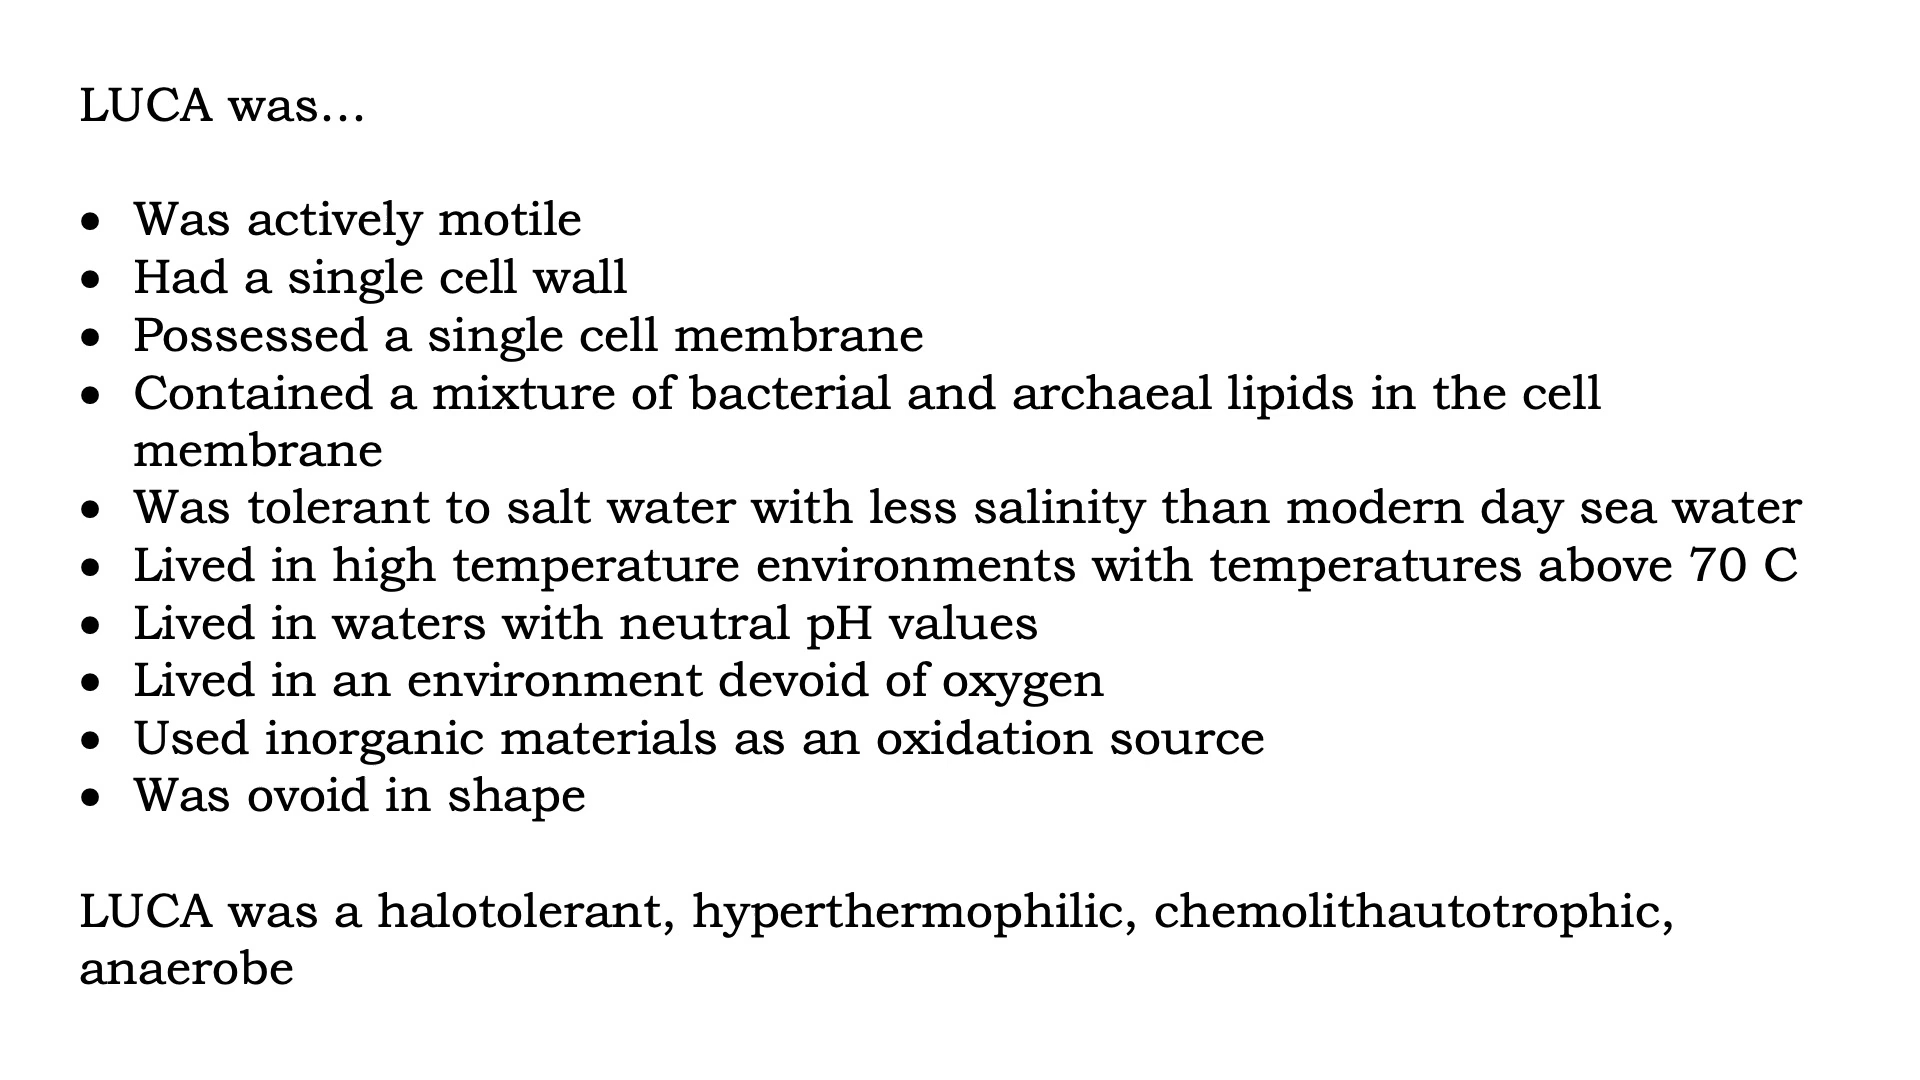 LUCA was…
• Was actively motile
• Had a single cell wall
• Possessed a single cell membrane
• Contained a mixture of bacterial and archaeal lipids in the cell
membrane
• Was tolerant to salt water with less salinity than modern day sea water
• Lived in high temperature environments with temperatures above 70 C
• Lived in waters with neutral pH values
• Lived in an environment devoid of oxygen
• Used inorganic materials as an oxidation source
• Was ovoid in shape
LUCA was a halotolerant, hyperthermophilic, chemolithautotrophic,
anaerobe